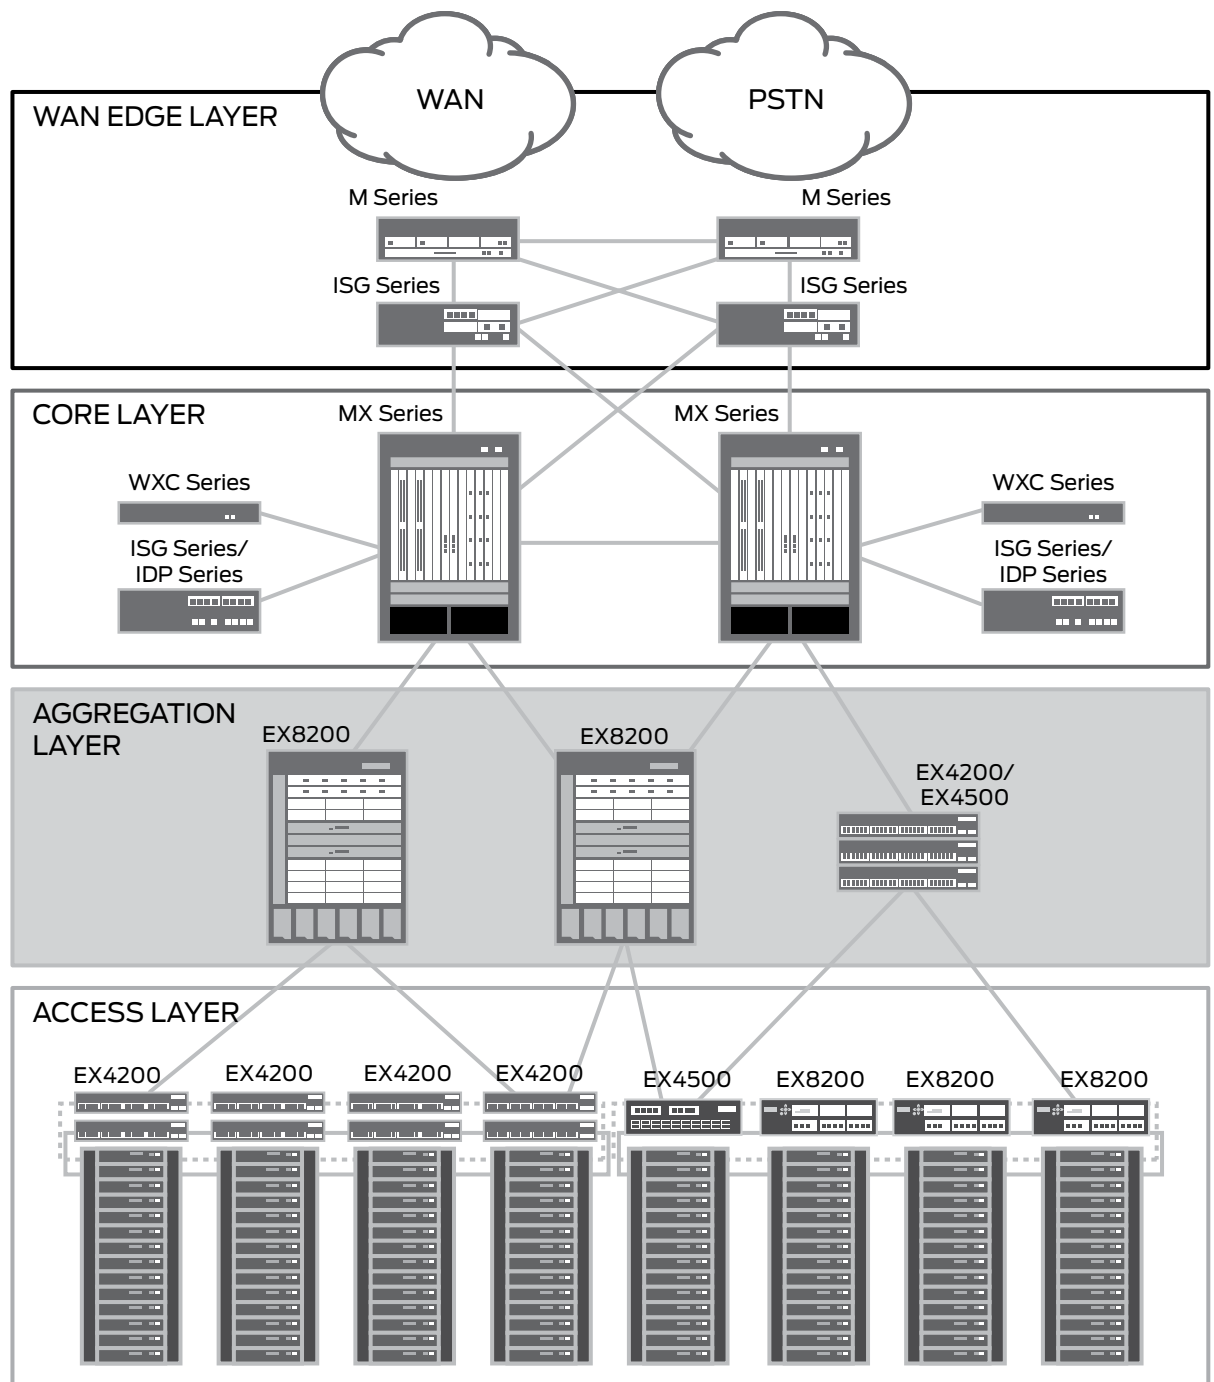 WAN
PSTN
WAN EDGE LAYER
M Series
M Series
ISG Series
ISG Series
CORE LAYER
MX Series
MX Series
WXC Series
WXC Series
ISG Series/
IDP Series
ISG Series/
IDP Series
AGGREGATION
LAYER
EX8200
EX8200
EX4200/
EX4500
ACCESS LAYER
EX4200
EX4200
EX4200
EX4200
EX4500
EX8200
EX8200
EX8200